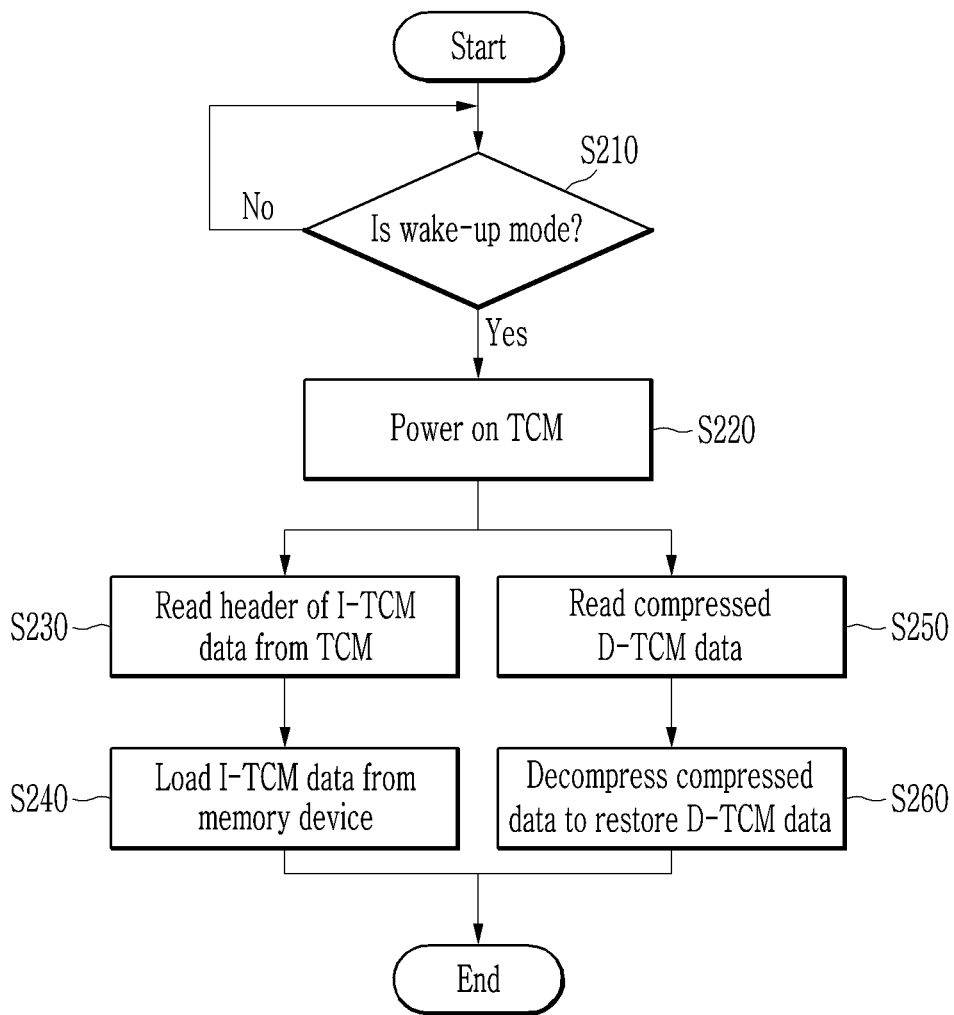 Start
S210
No
Is wake-up mode?
Yes
Power on TCM
S220
S230
Read header of I-TCM
data from TCM
Read compressed
D-TCM data
S250
S240
Load I-TCM data from
memory device
Decompress compressed
data to restore D-TCM data
S260
End